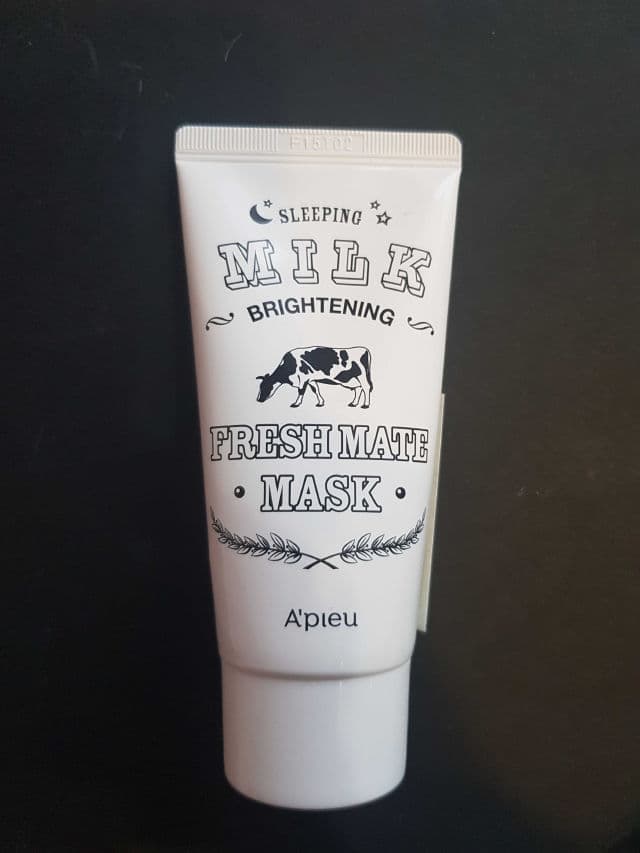 F15102
SLEEPING
MILK
BRIGHTENING
FRESH MATE
MASK
A'pieu